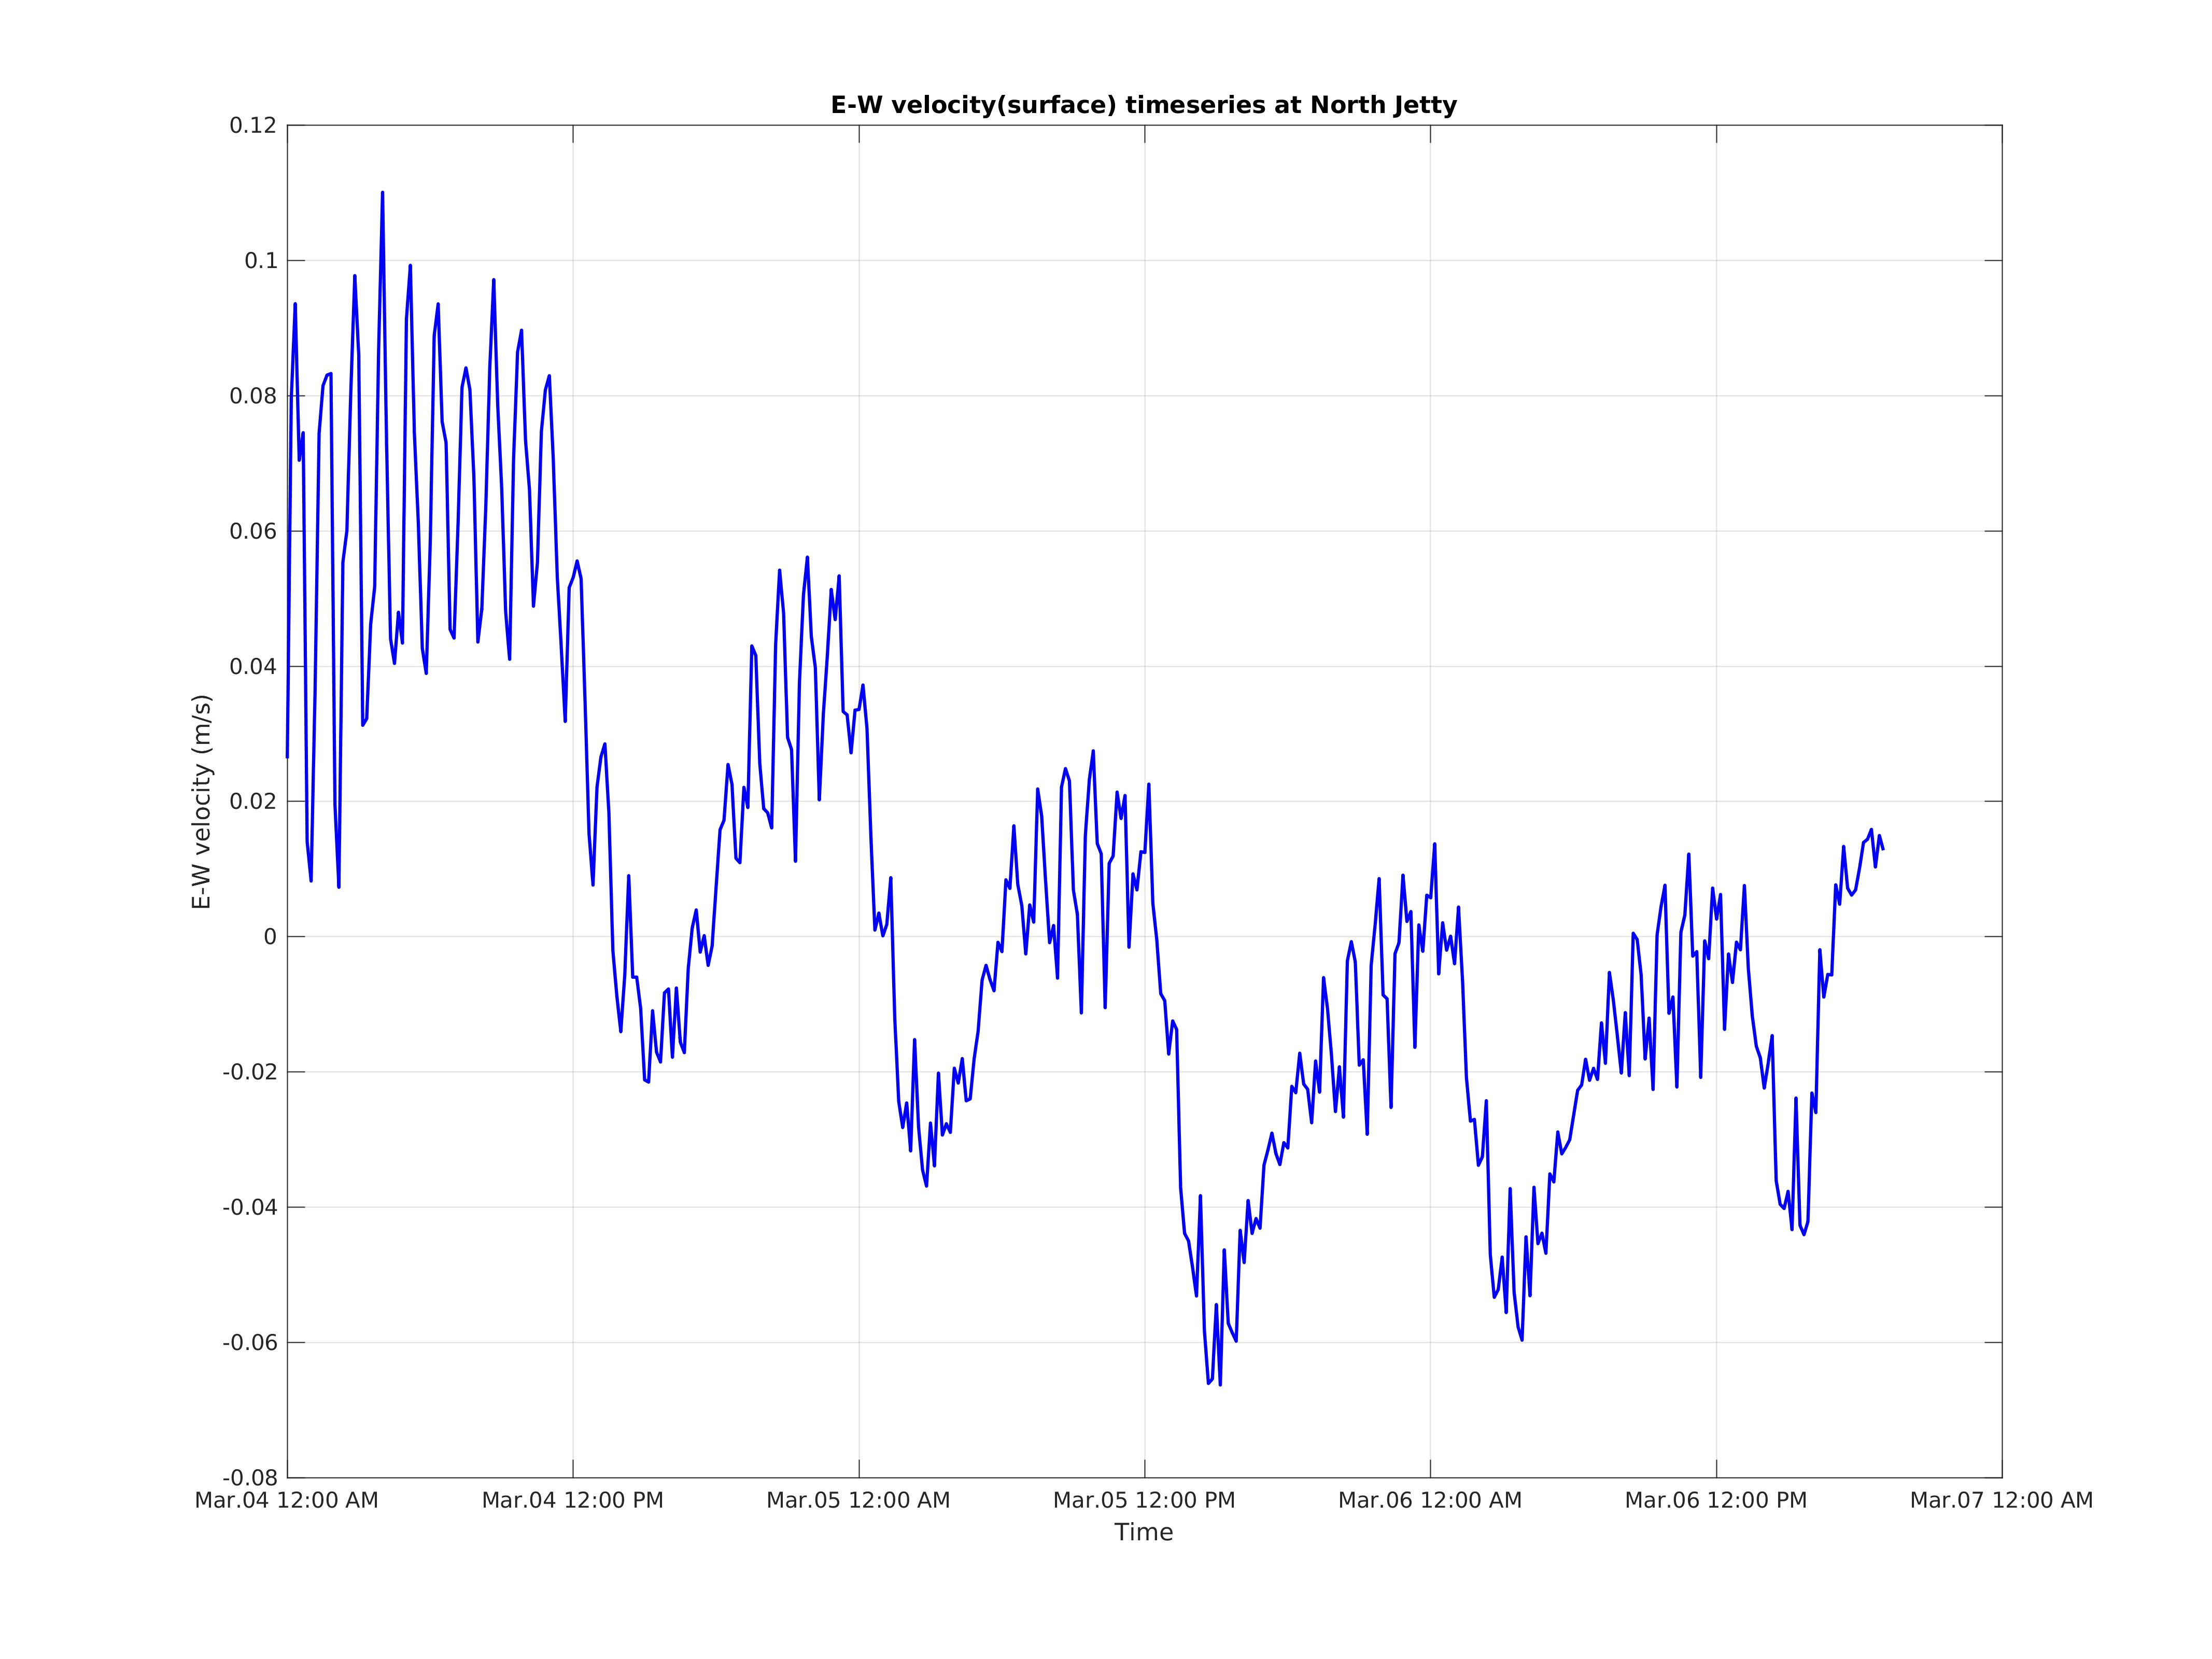 E-W velocity(surface) timeseries at North Jetty
0.12
0.1
0.08
0.06
0.04
0.02
0
-0.02
-0.04
-0.06
-0.08
E-W velocity (m/s)
Mar.04 12:00 AM Mar.04 12:00 PM Mar.05 12:00 AM Mar.05 12:00 PM Mar.06 12:00 AM Mar.06 12:00 PM Mar.07 12:00 AM
Time